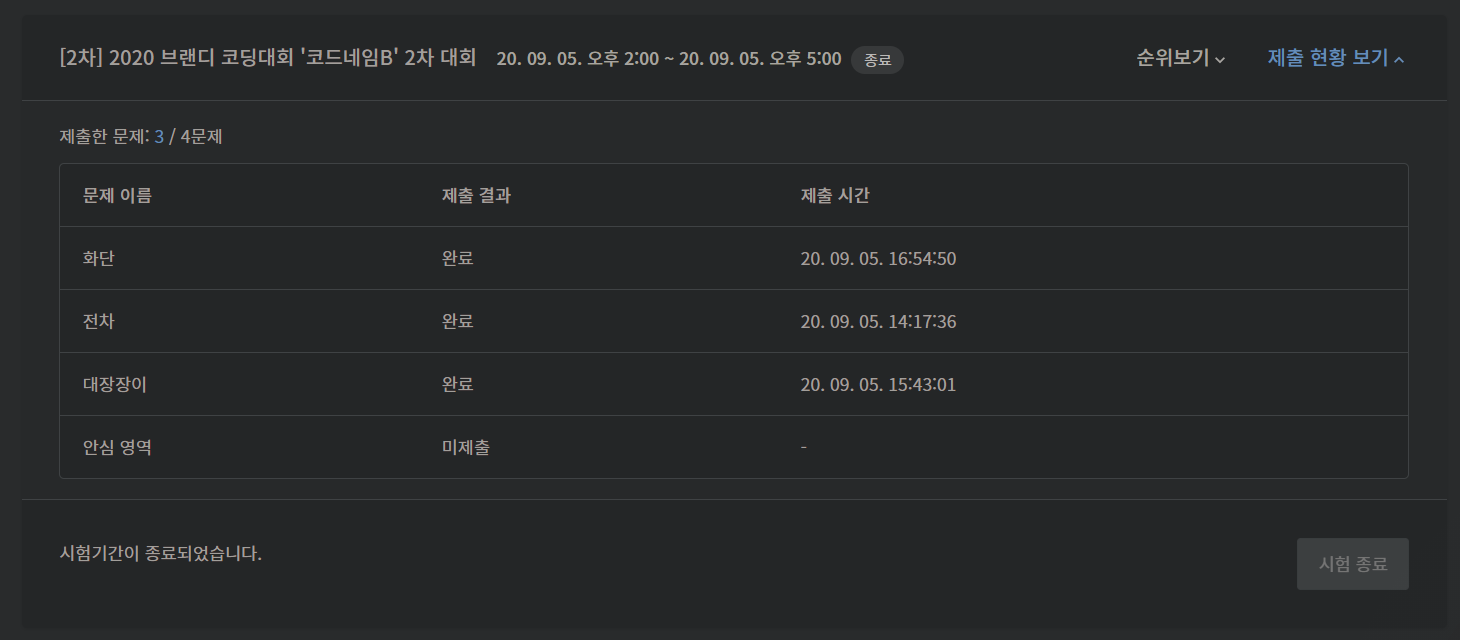 [2차] 2020 브랜디 코딩대회 '코드네임B' 2차 대회 20. 09. 05. 오후 2:00 ~ 20. 09. 05. 오후 5:00 종료 순위보기 제출 현황 보기
제출한 문제: 3 / 4문제
문제 이름 제출 결과 제출 시간
화단 완료 20. 09. 05. 16:54:50
전차 완료 20. 09. 05. 14:17:36
대장장이 완료 20. 09. 05. 15:43:01
안심 영역 미제출 -
시험기간이 종료되었습니다.
시험 종료